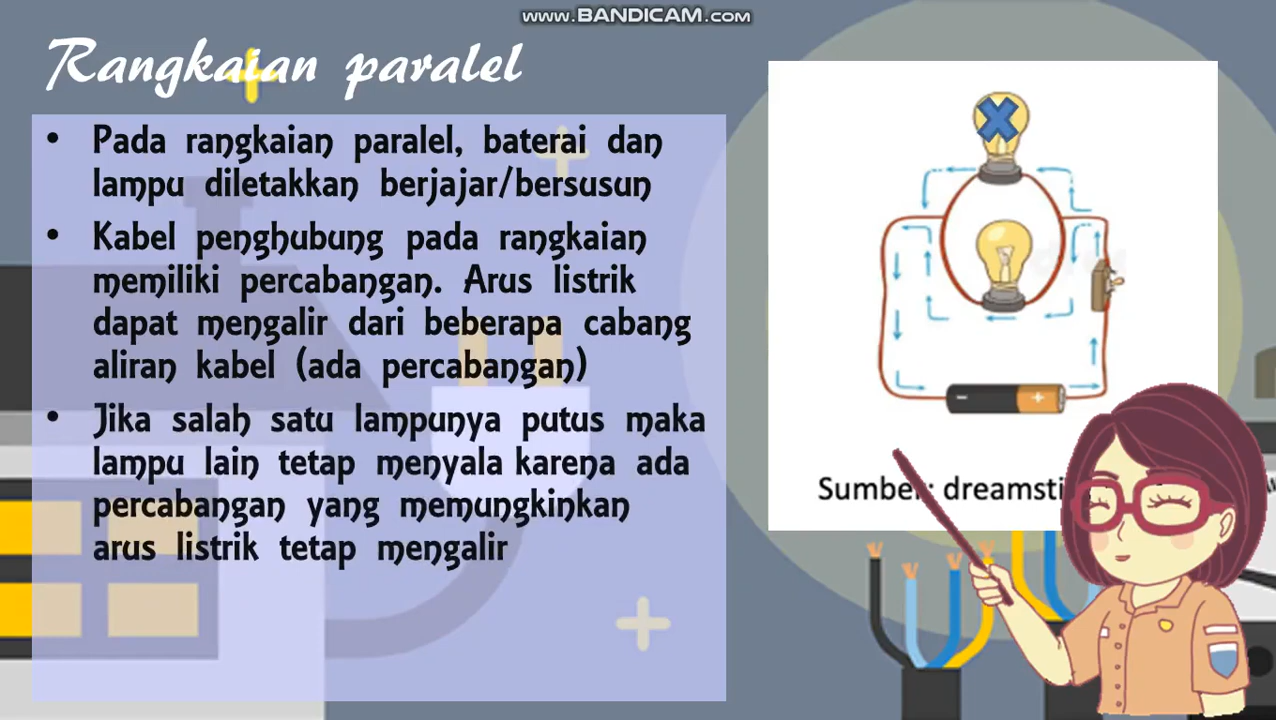 www.BANDICAM.com
Rangkaian paralel
• Pada rangkaian paralel, baterai dan
lampu diletakkan berjajar/bersusun
• Kabel penghubung pada rangkaian
memiliki percabangan. Arus listrik
dapat mengalir dari beberapa cabang
aliran kabel (ada percabangan)
• Jika salah satu lampunya putus maka
lampu lain tetap menyala karena ada
percabangan yang memungkinkan
arus listrik tetap mengalir
- +
Sumber: dreamsti